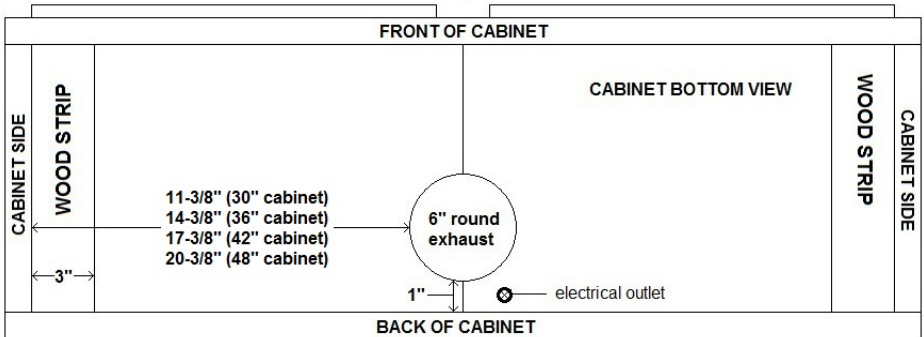 FRONT OF CABINET
CABINET SIDE
WOOD STRIP
CABINET BOTTOM VIEW
WOOD STRIP
CABINET SIDE
11-3/8" (30" cabinet)
14-3/8" (36" cabinet)
17-3/8" (42" cabinet)
20-3/8" (48" cabinet)
6" round
exhaust
3"
1"
electrical outlet
BACK OF CABINET